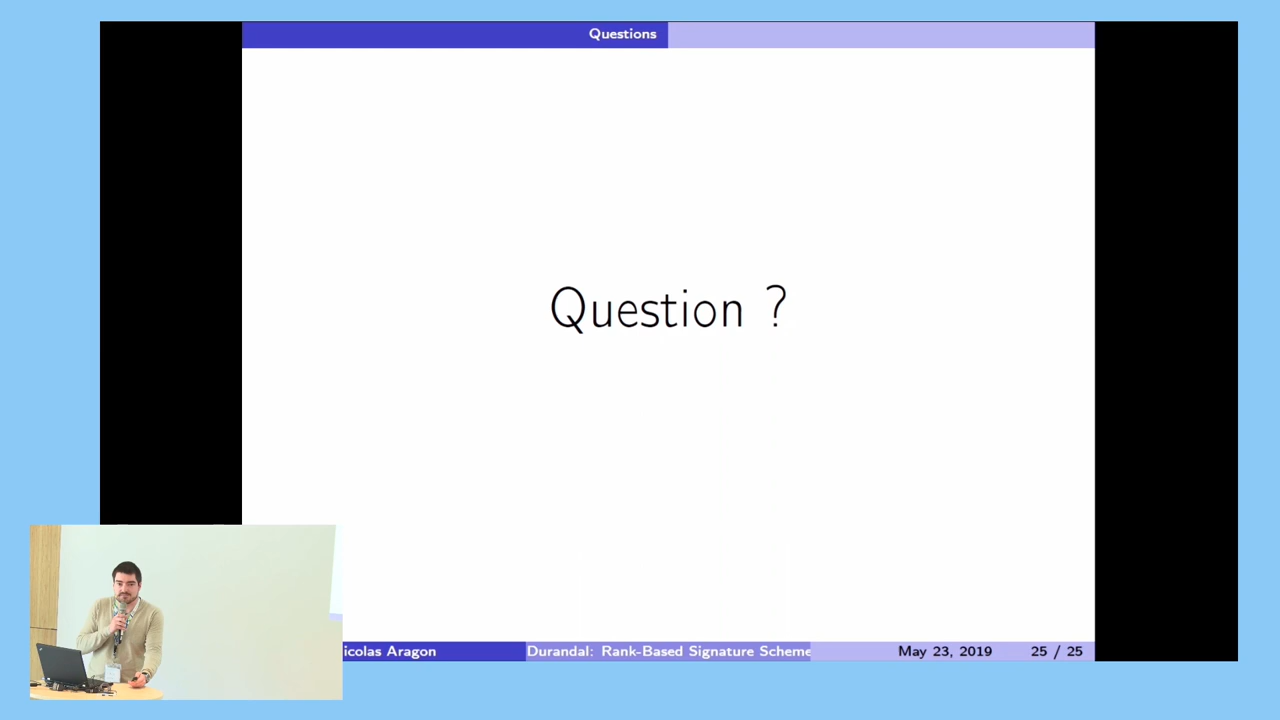 Questions
Question ?
icolas Aragon
Durandal: Rank-Based Signature Scheme
May 23, 2019
25 / 25